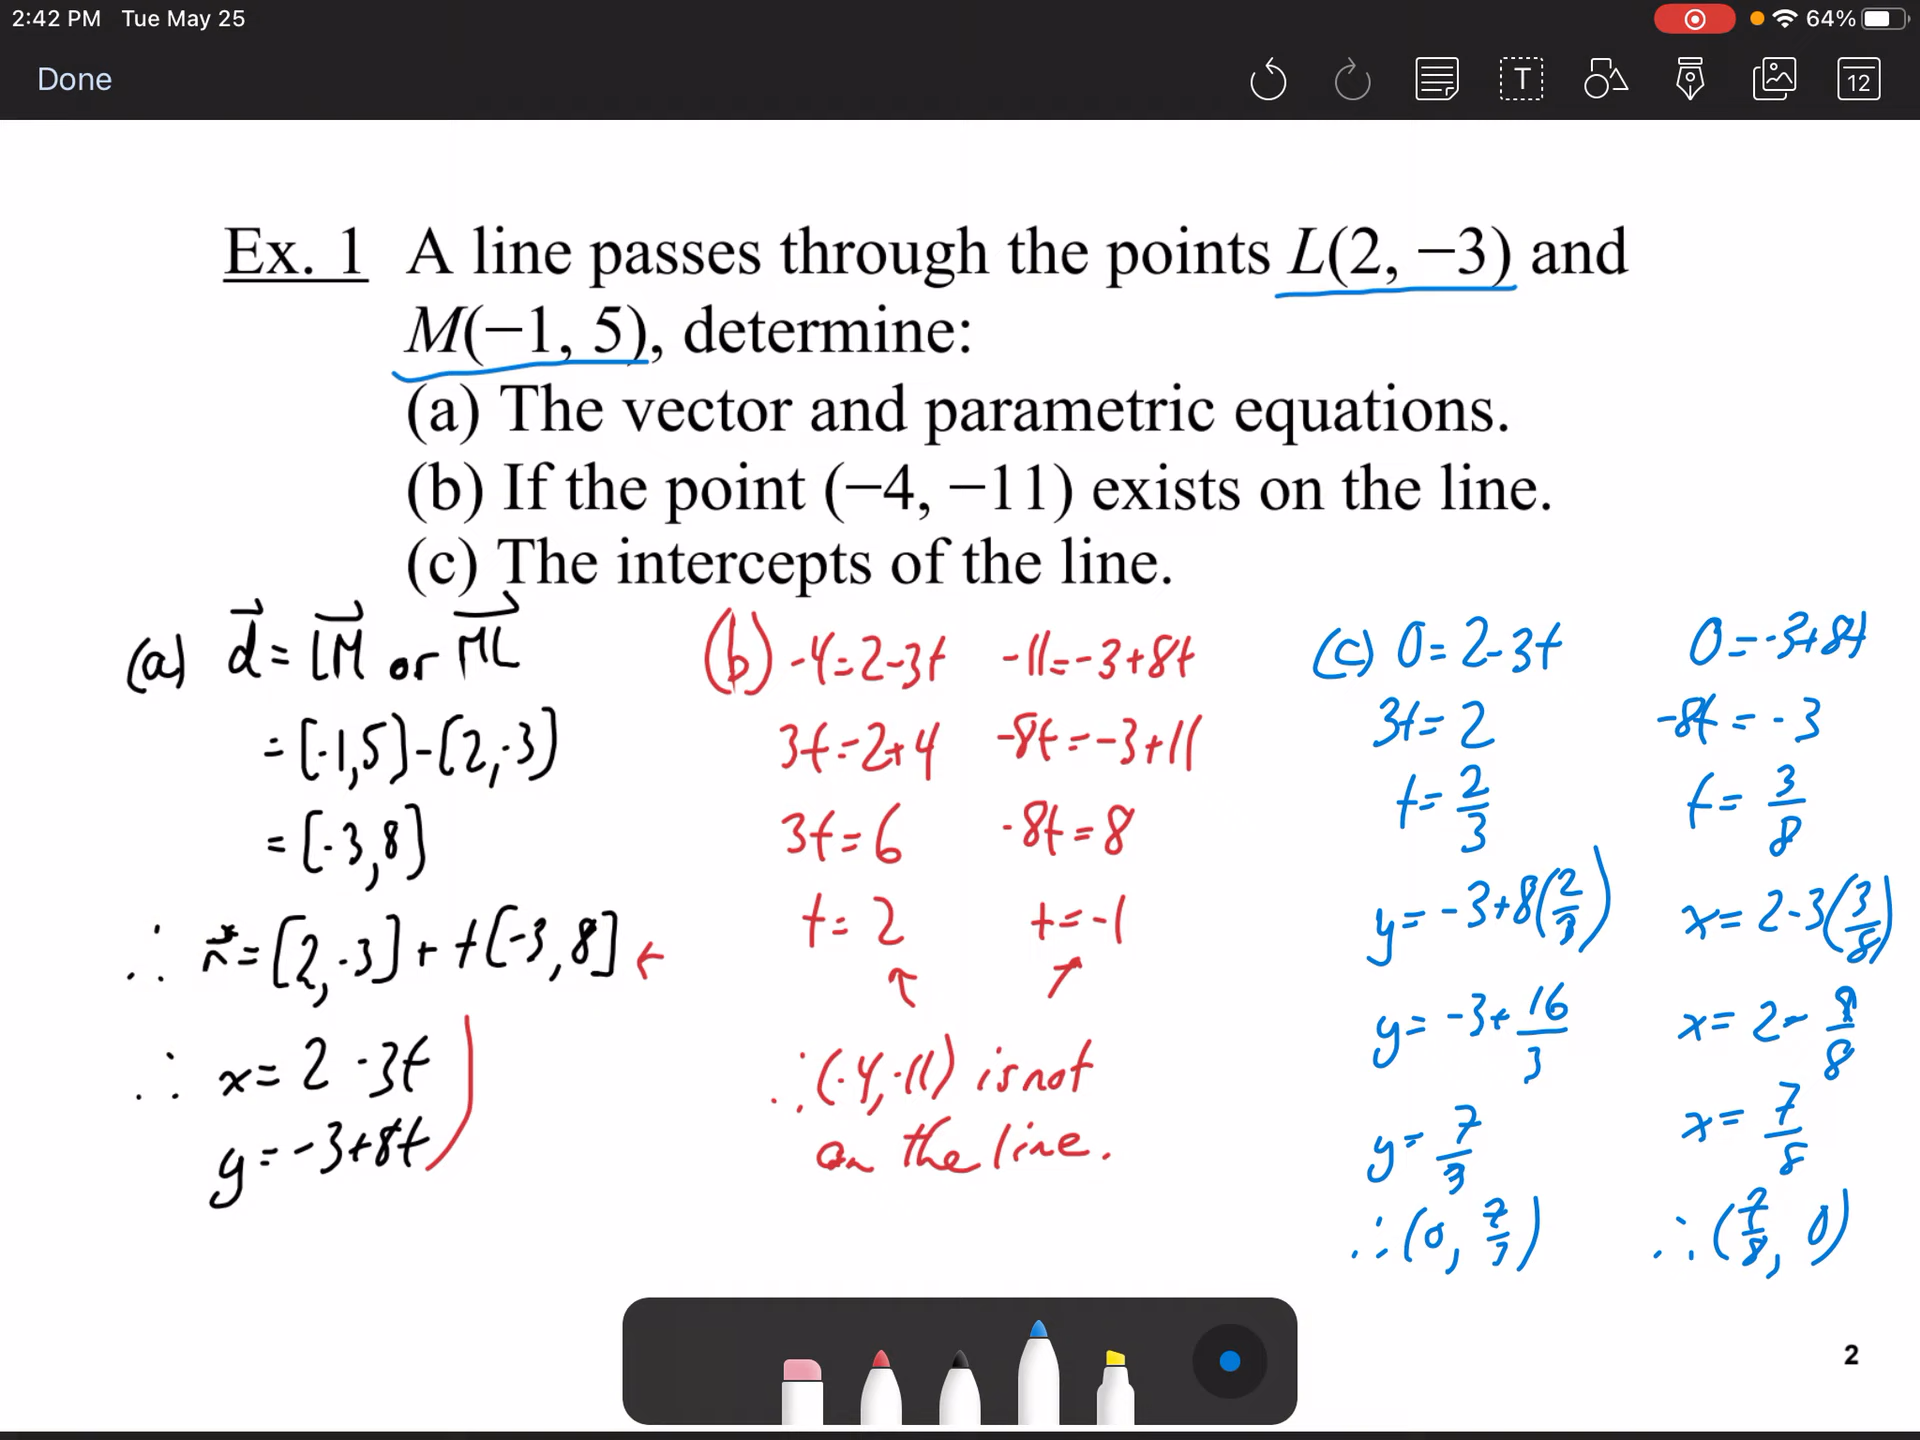 2:42 PM Tue May 25
64%
Done
T
12
Ex. 1 A line passes through the points L(2, −3) and
M(−1, 5), determine:
(a) The vector and parametric equations.
(b) If the point (−4, −11) exists on the line.
(c) The intercepts of the line.
(a) d⃗ = LM⃗ or ML⃗
= [-1,5]-[2,-3]
= [-3,8]
∴ r⃗ = [2,-3] + t[-3,8] ←
∴ x = 2 -3t
y = -3+8t
(b) -4=2-3t -11=-3+8t
3t=2+4 -8t=-3+11
3t=6 -8t=8
t=2 t=-1
↑ ↗
∴(-4,-11) is not
on the line.
(c) 0=2-3t 0=-3+8t
3t=2 -8t=-3
t=2/3 t=3/8
y=-3+8(2/3) x=2-3(3/8)
y=-3+16/3 x=2-9/8
y=7/3 x=7/8
∴(0, 7/3) ∴(7/8, 0)
2